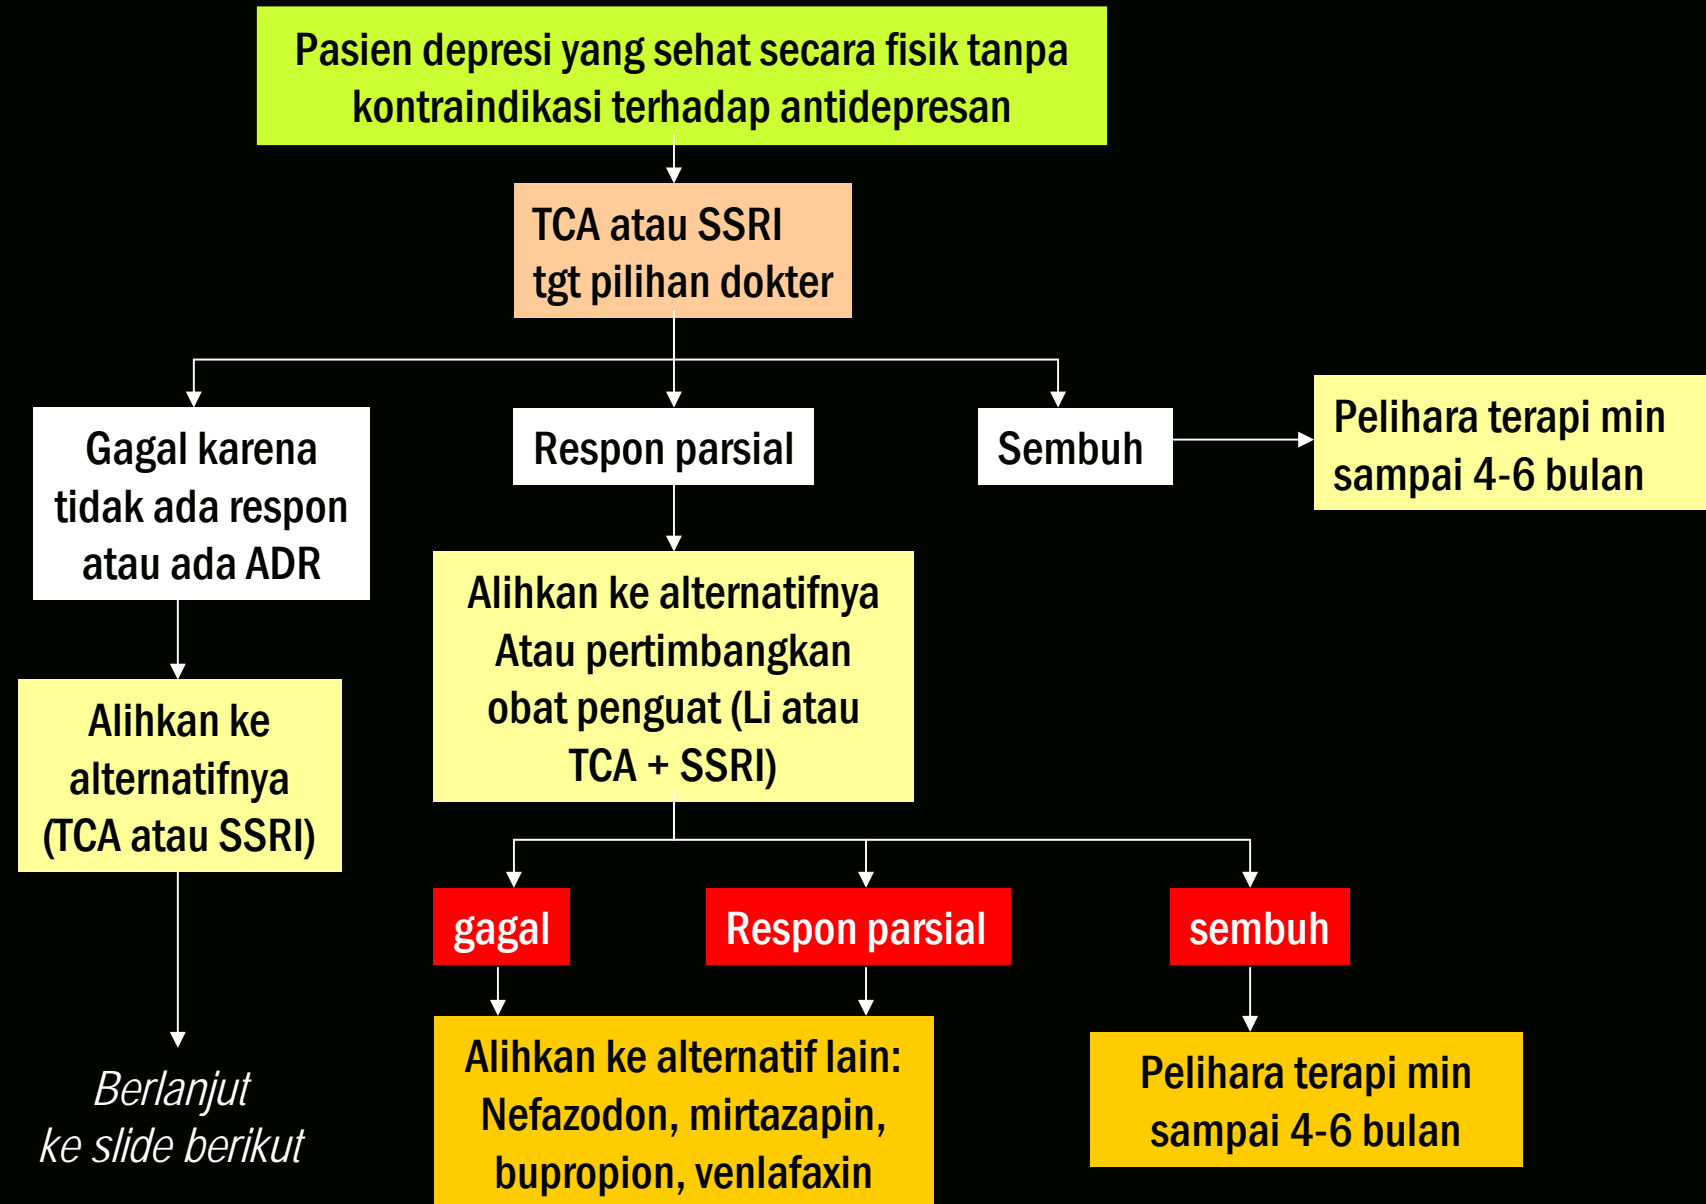 Pasien depresi yang sehat secara fisik tanpa
kontraindikasi terhadap antidepresan
TCA atau SSRI
tgt pilihan dokter
Gagal karena
tidak ada respon
atau ada ADR
Respon parsial
Sembuh
Pelihara terapi min
sampai 4-6 bulan
Alihkan ke
alternatifnya
(TCA atau SSRI)
Alihkan ke alternatifnya
Atau pertimbangkan
obat penguat (Li atau
TCA + SSRI)
gagal
Respon parsial
sembuh
Berlanjut
ke slide berikut
Alihkan ke alternatif lain:
Nefazodon, mirtazapin,
bupropion, venlafaxin
Pelihara terapi min
sampai 4-6 bulan